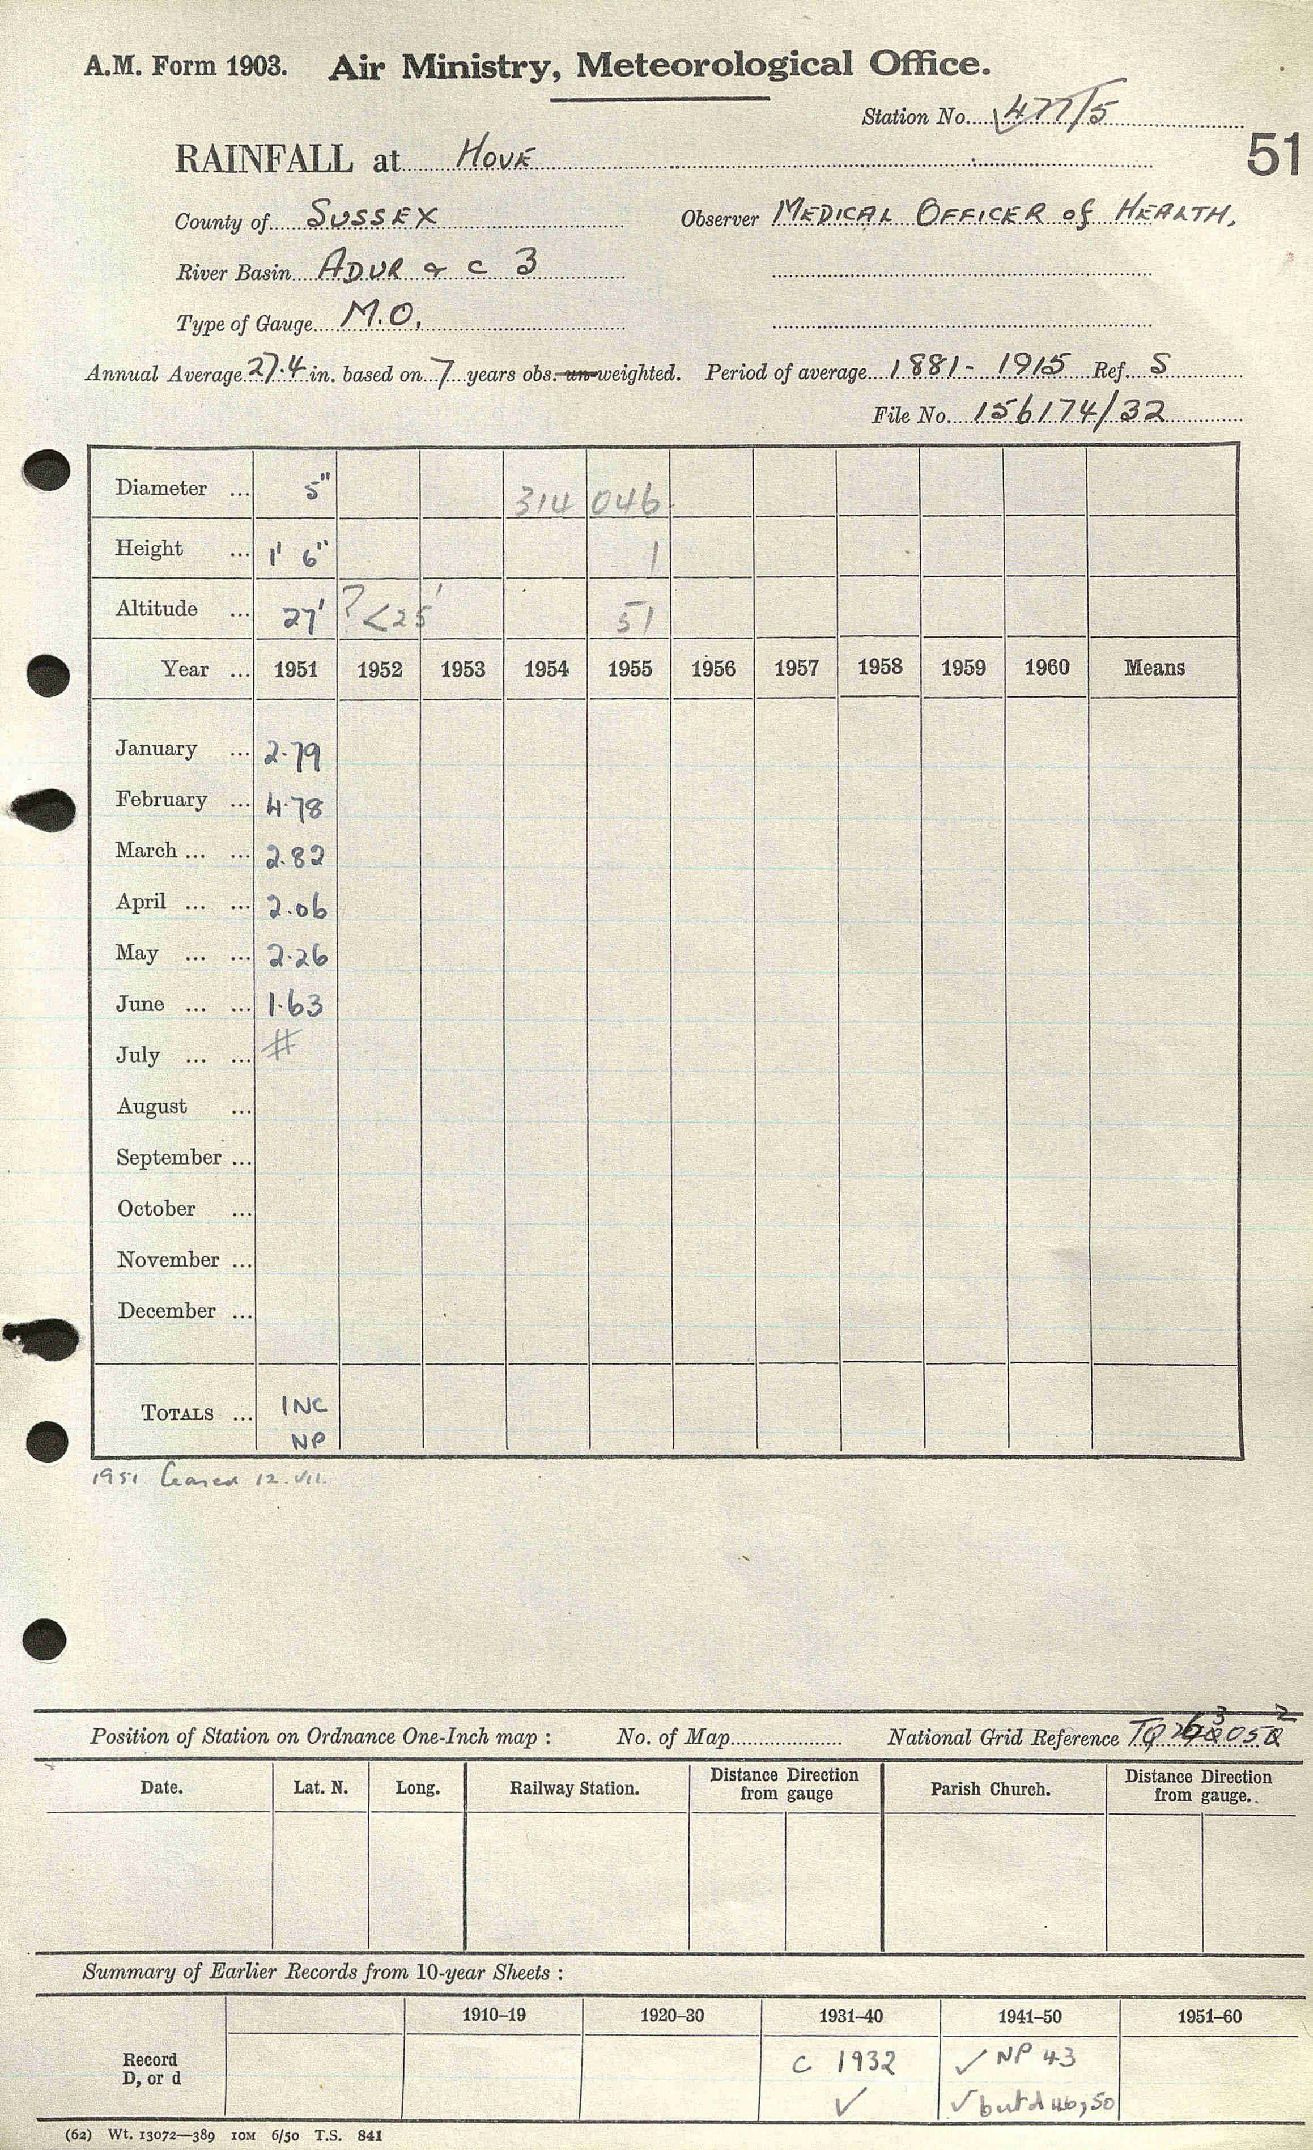 A.M. Form 1903. Air Ministry, Meteorological Office.
Station No. 477/5
51
RAINFALL at HOVE
County of SUSSEX Observer MEDICAL OFFICER of HEALTH,
River Basin ADUR & C 3
Type of Gauge M.O.
Annual Average 27.4 in. based on 7 years obs. un-weighted. Period of average 1881 - 1915 Ref. S
File No. 156174/32
Diameter ... 5" 314 046
Height ... 1' 6" 1
Altitude ... 27' ? <25' 51
Year ... 1951 1952 1953 1954 1955 1956 1957 1958 1959 1960 Means
January ... 2.79
February ... 4.78
March ... ... 2.82
April ... ... 2.06
May ... ... 2.26
June ... ... 1.63
July ... ... #
August ...
September ...
October ...
November ...
December ...
TOTALS ... INC
NP
1951 Ceased 12.VII.
Position of Station on Ordnance One-Inch map : No. of Map National Grid Reference TQ
Date. Lat. N. Long. Railway Station. Distance Direction from gauge Parish Church. Distance Direction from gauge.
Summary of Earlier Records from 10-year Sheets :
1910–19 1920–30 1931–40 1941–50 1951–60
Record C 1932 ✓ NP 43
D, or d ✓ ✓ but d 46, 50
(62) Wt. 13072—389 10M 6/50 T.S. 841